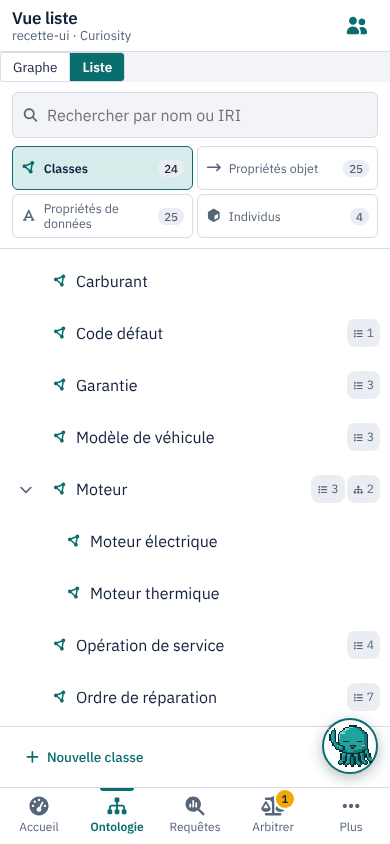 Vue liste
recette-ui · Curiosity
Graphe
Liste
Rechercher par nom ou IRI
Classes 24
Propriétés objet 25
Propriétés de
données 25
Individus 4
Carburant
Code défaut 1
Garantie 3
Modèle de véhicule 3
Moteur 3 2
Moteur électrique
Moteur thermique
Opération de service 4
Ordre de réparation 7
+ Nouvelle classe
1
Accueil Ontologie Requêtes Arbitrer Plus